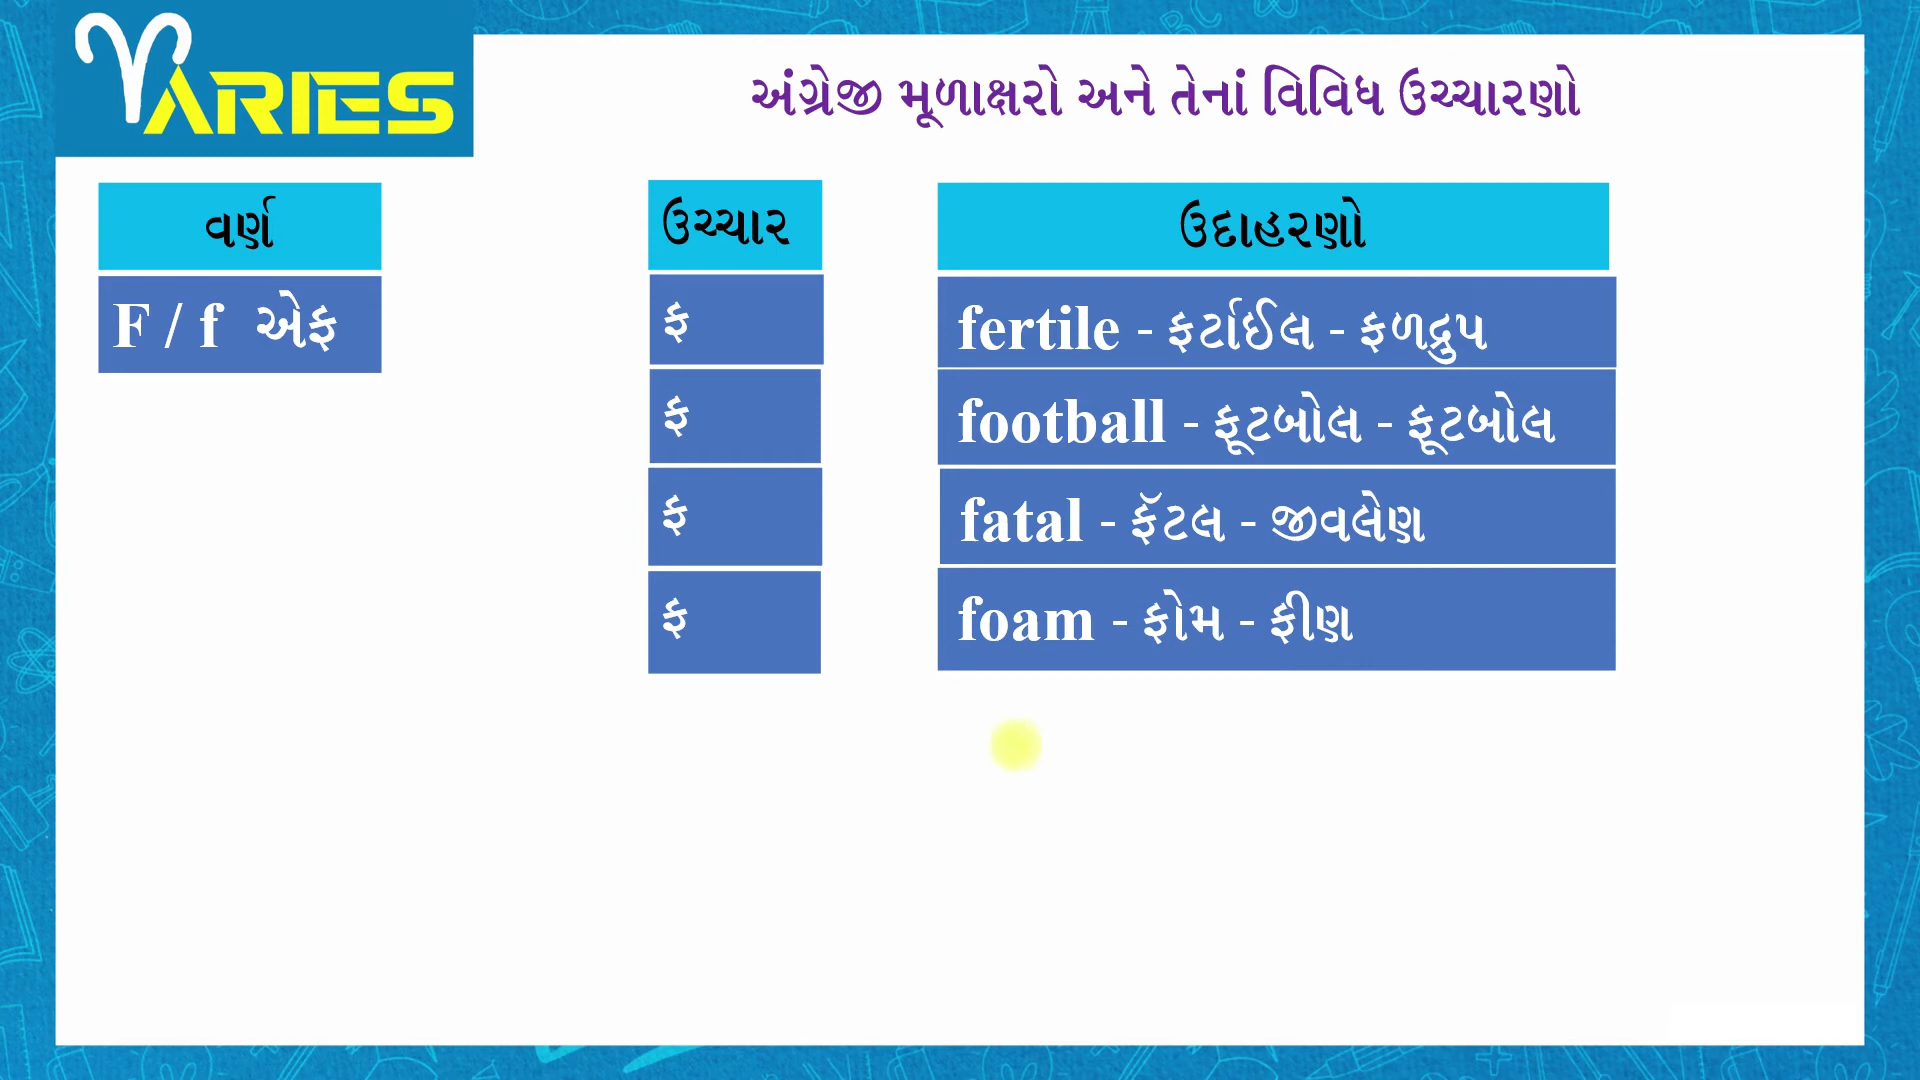 ARIES
અંગ્રેજી મૂળાક્ષરો અને તેનાં વિવિધ ઉચ્ચારણો
વર્ણ ઉચ્ચાર ઉદાહરણો
F / f એફ ફ fertile - ફર્ટાઈલ - ફળદ્રુપ
ફ football - ફૂટબોલ - ફૂટબોલ
ફ fatal - ફૅટલ - જીવલેણ
ફ foam - ફોમ - ફીણ